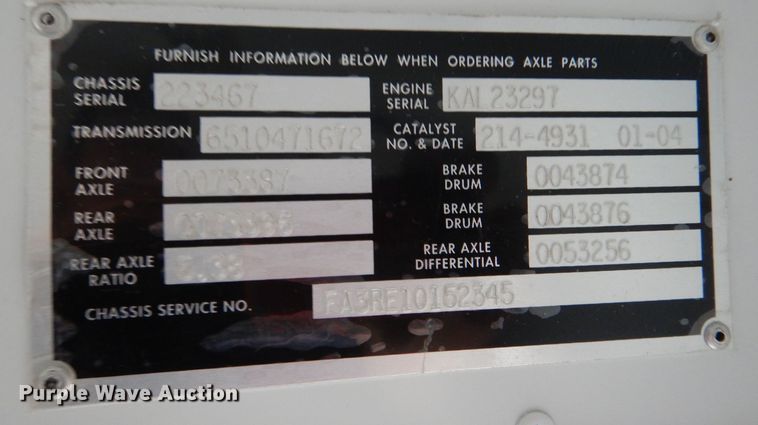 FURNISH INFORMATION BELOW WHEN ORDERING AXLE PARTS
CHASSIS SERIAL 223467 ENGINE SERIAL KAL23297
TRANSMISSION 6510471672 CATALYST NO. & DATE 214-4931 01-04
FRONT AXLE 0073397 BRAKE DRUM 0043874
REAR AXLE BRAKE DRUM 0043876
REAR AXLE RATIO REAR AXLE DIFFERENTIAL 0053256
CHASSIS SERVICE NO. EA3RE10152345
Purple Wave Auction